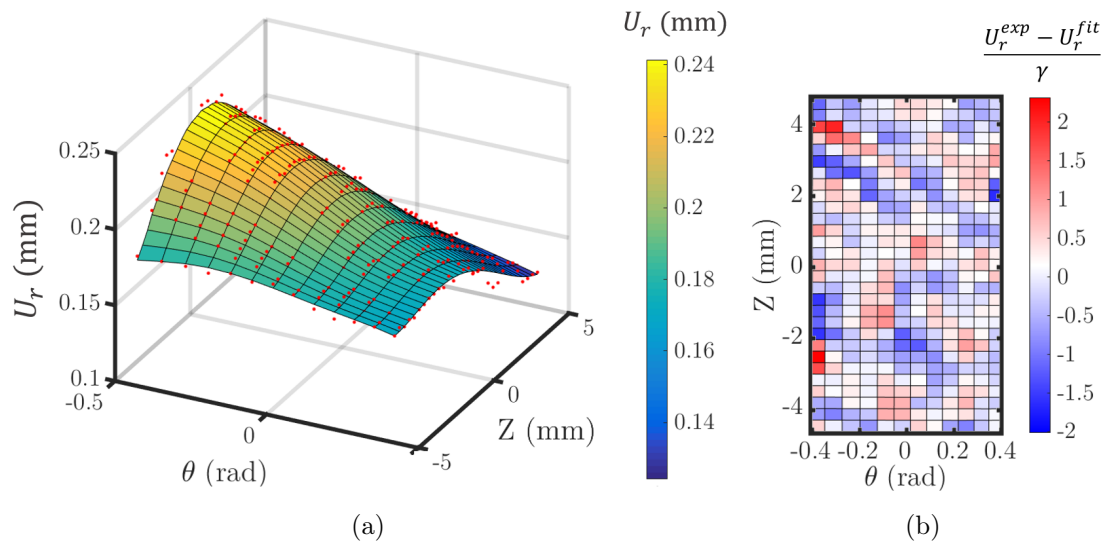 U_r (mm)
0.25
0.2
0.15
0.1
U_r (mm)
-0.5
0
θ (rad)
-5
0
5
Z (mm)
0.24
0.22
0.2
0.18
0.16
0.14
(a)
U_r^{exp} − U_r^{fit}
γ
4
2
0
-2
-4
Z (mm)
-0.4 -0.2 0 0.2 0.4
θ (rad)
2
1.5
1
0.5
0
-0.5
-1
-1.5
-2
(b)